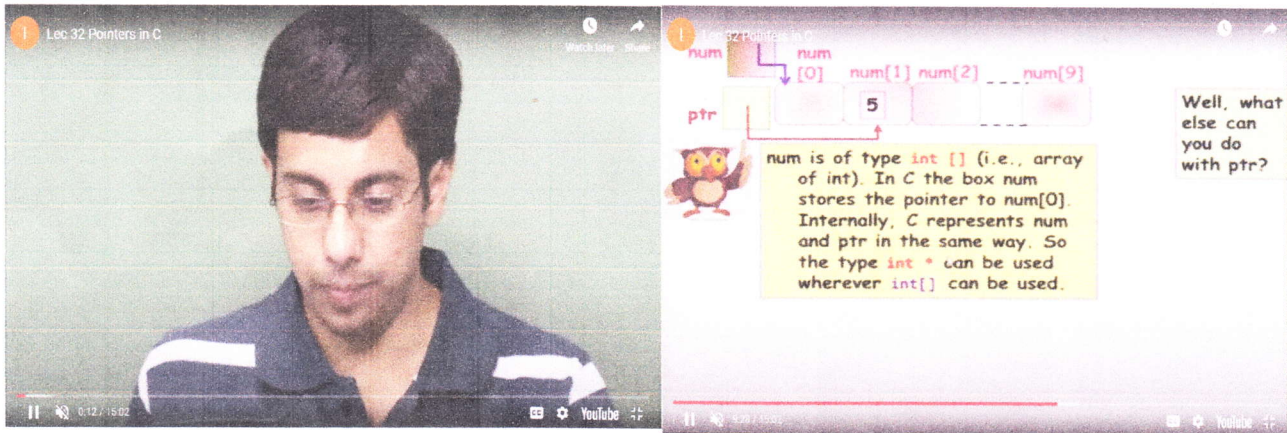 Lec 32 Pointers in C
Watch later Share
0:12 / 15:02
CC
YouTube
Lec 32 Pointers in C
num
num
[0] num[1] num[2] num[9]
ptr
5
Well, what
else can
you do
with ptr?
num is of type int [] (i.e., array
of int). In C the box num
stores the pointer to num[0].
Internally, C represents num
and ptr in the same way. So
the type int * can be used
wherever int[] can be used.
YouTube